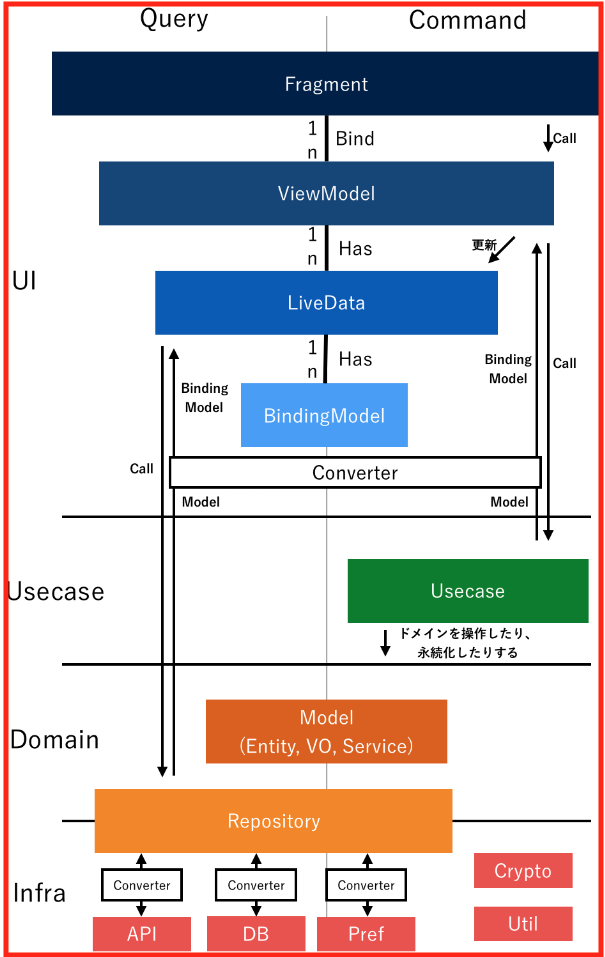 Query
Command
Fragment
1
n
Bind
Call
ViewModel
1
n
Has
更新
UI
LiveData
1
n
Has
Binding
Model
Binding
Model
Call
BindingModel
Call
Converter
Model
Model
Usecase
Usecase
ドメインを操作したり、
永続化したりする
Domain
Model
(Entity, VO, Service)
Repository
Infra
Converter
Converter
Converter
Crypto
API
DB
Pref
Util